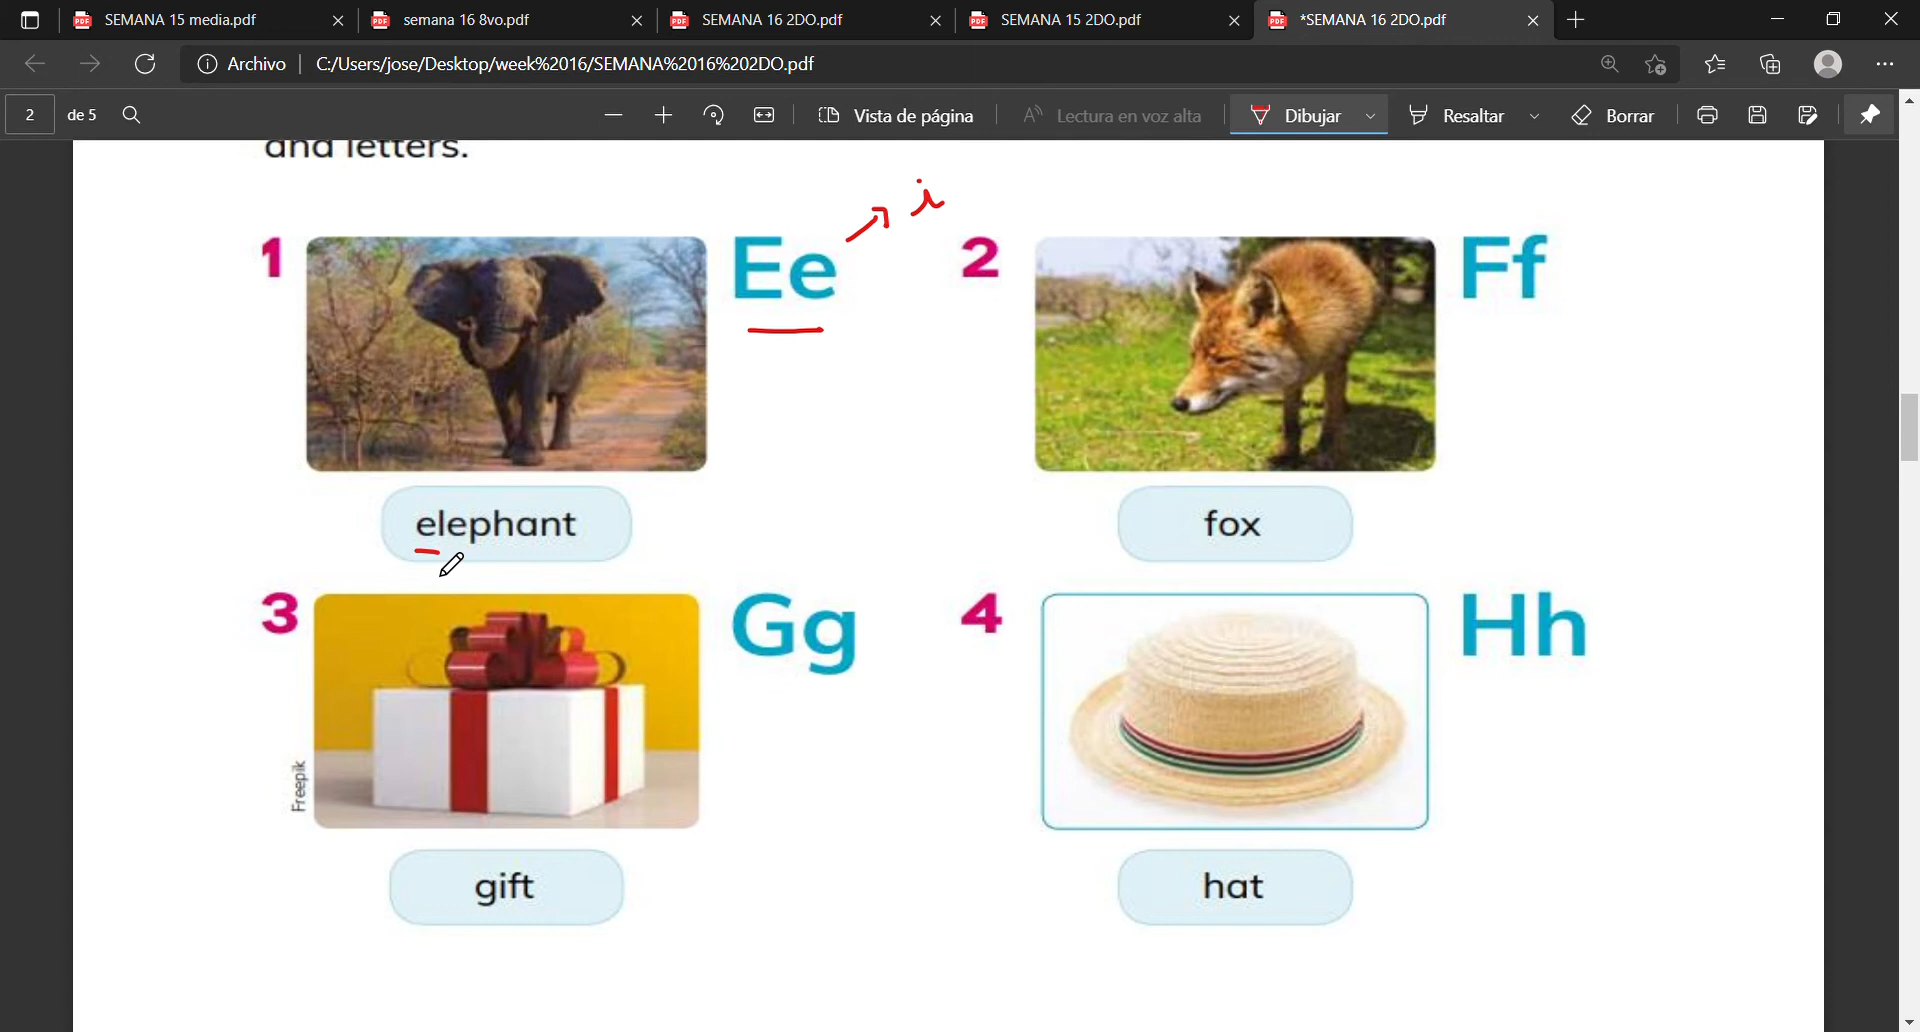 SEMANA 15 media.pdf
semana 16 8vo.pdf
SEMANA 16 2DO.pdf
SEMANA 15 2DO.pdf
*SEMANA 16 2DO.pdf
Archivo C:/Users/jose/Desktop/week%2016/SEMANA%2016%202DO.pdf
2 de 5 Vista de página Lectura en voz alta Dibujar Resaltar Borrar
and letters.
i
1 Ee
elephant
2 Ff
fox
3 Gg
Freepik
gift
4 Hh
hat